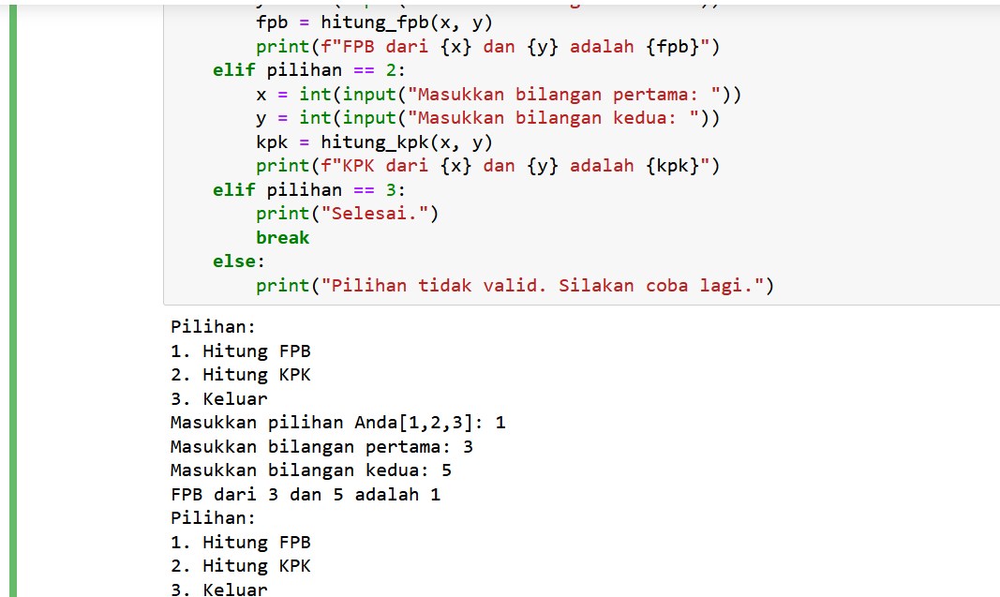 fpb = hitung_fpb(x, y)
print(f"FPB dari {x} dan {y} adalah {fpb}")
elif pilihan == 2:
x = int(input("Masukkan bilangan pertama: "))
y = int(input("Masukkan bilangan kedua: "))
kpk = hitung_kpk(x, y)
print(f"KPK dari {x} dan {y} adalah {kpk}")
elif pilihan == 3:
print("Selesai.")
break
else:
print("Pilihan tidak valid. Silakan coba lagi.")
Pilihan:
1. Hitung FPB
2. Hitung KPK
3. Keluar
Masukkan pilihan Anda[1,2,3]: 1
Masukkan bilangan pertama: 3
Masukkan bilangan kedua: 5
FPB dari 3 dan 5 adalah 1
Pilihan:
1. Hitung FPB
2. Hitung KPK
3. Keluar